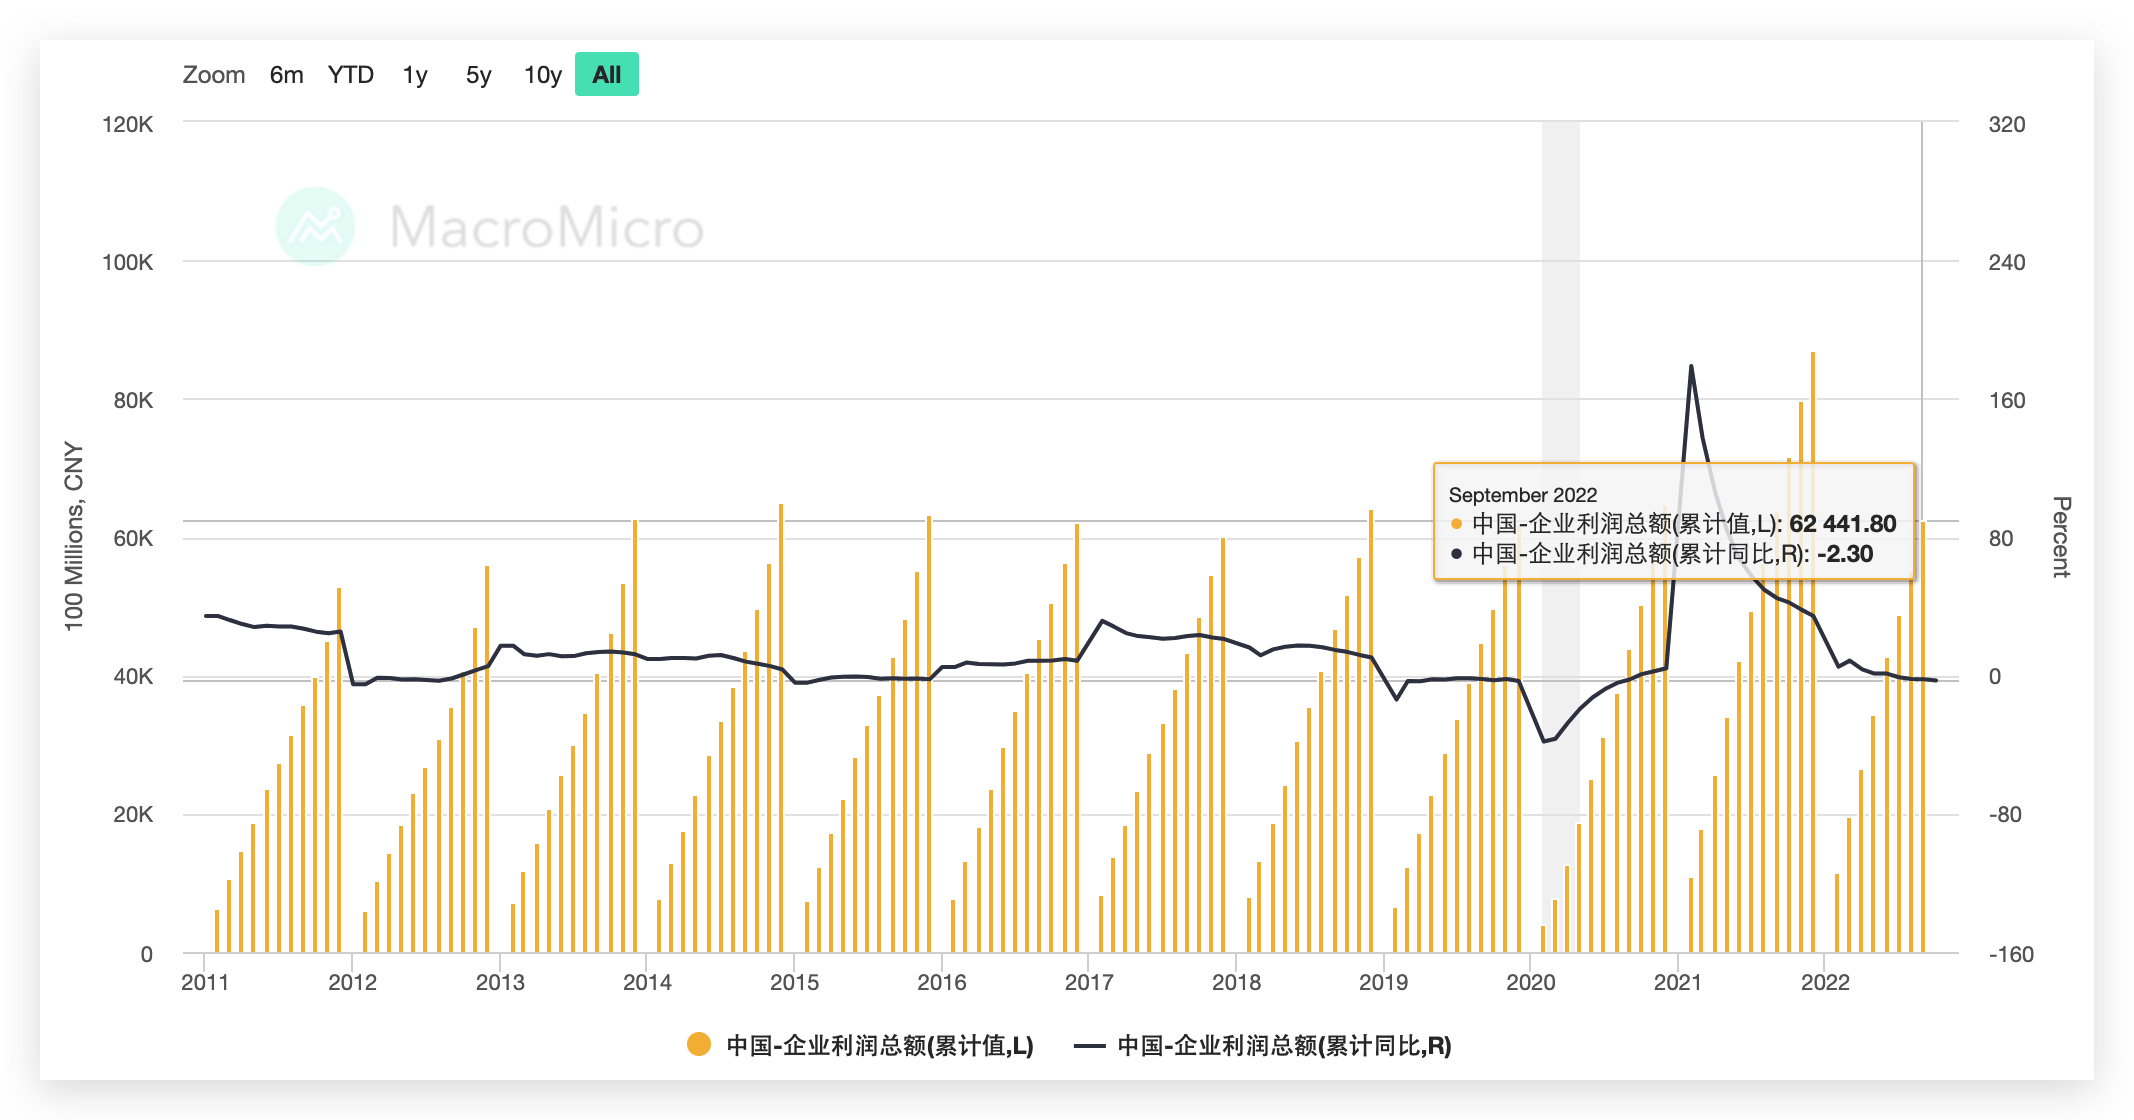 Zoom 6m YTD 1y 5y 10y All
MacroMicro
100 Millions, CNY
120K
100K
80K
60K
40K
20K
0
320
240
160
80
0
-80
-160
Percent
September 2022
中国-企业利润总额(累计值,L): 62 441.80
中国-企业利润总额(累计同比,R): -2.30
2011 2012 2013 2014 2015 2016 2017 2018 2019 2020 2021 2022
中国-企业利润总额(累计值,L) 中国-企业利润总额(累计同比,R)